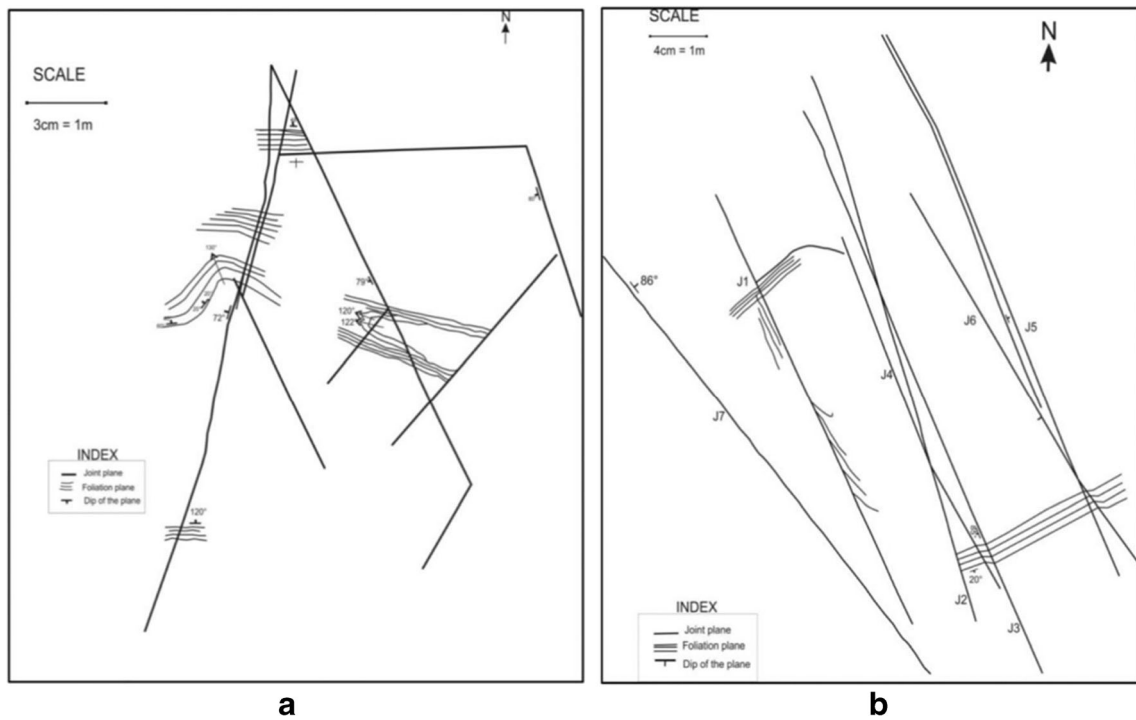 N
SCALE
3cm = 1m
79°
120°
122°
72°
INDEX
Joint plane
Foliation plane
Dip of the plane
120°
a
SCALE
4cm = 1m
N
86°
J1
J6
J5
J4
J7
20°
J2
J3
INDEX
Joint plane
Foliation plane
Dip of the plane
b